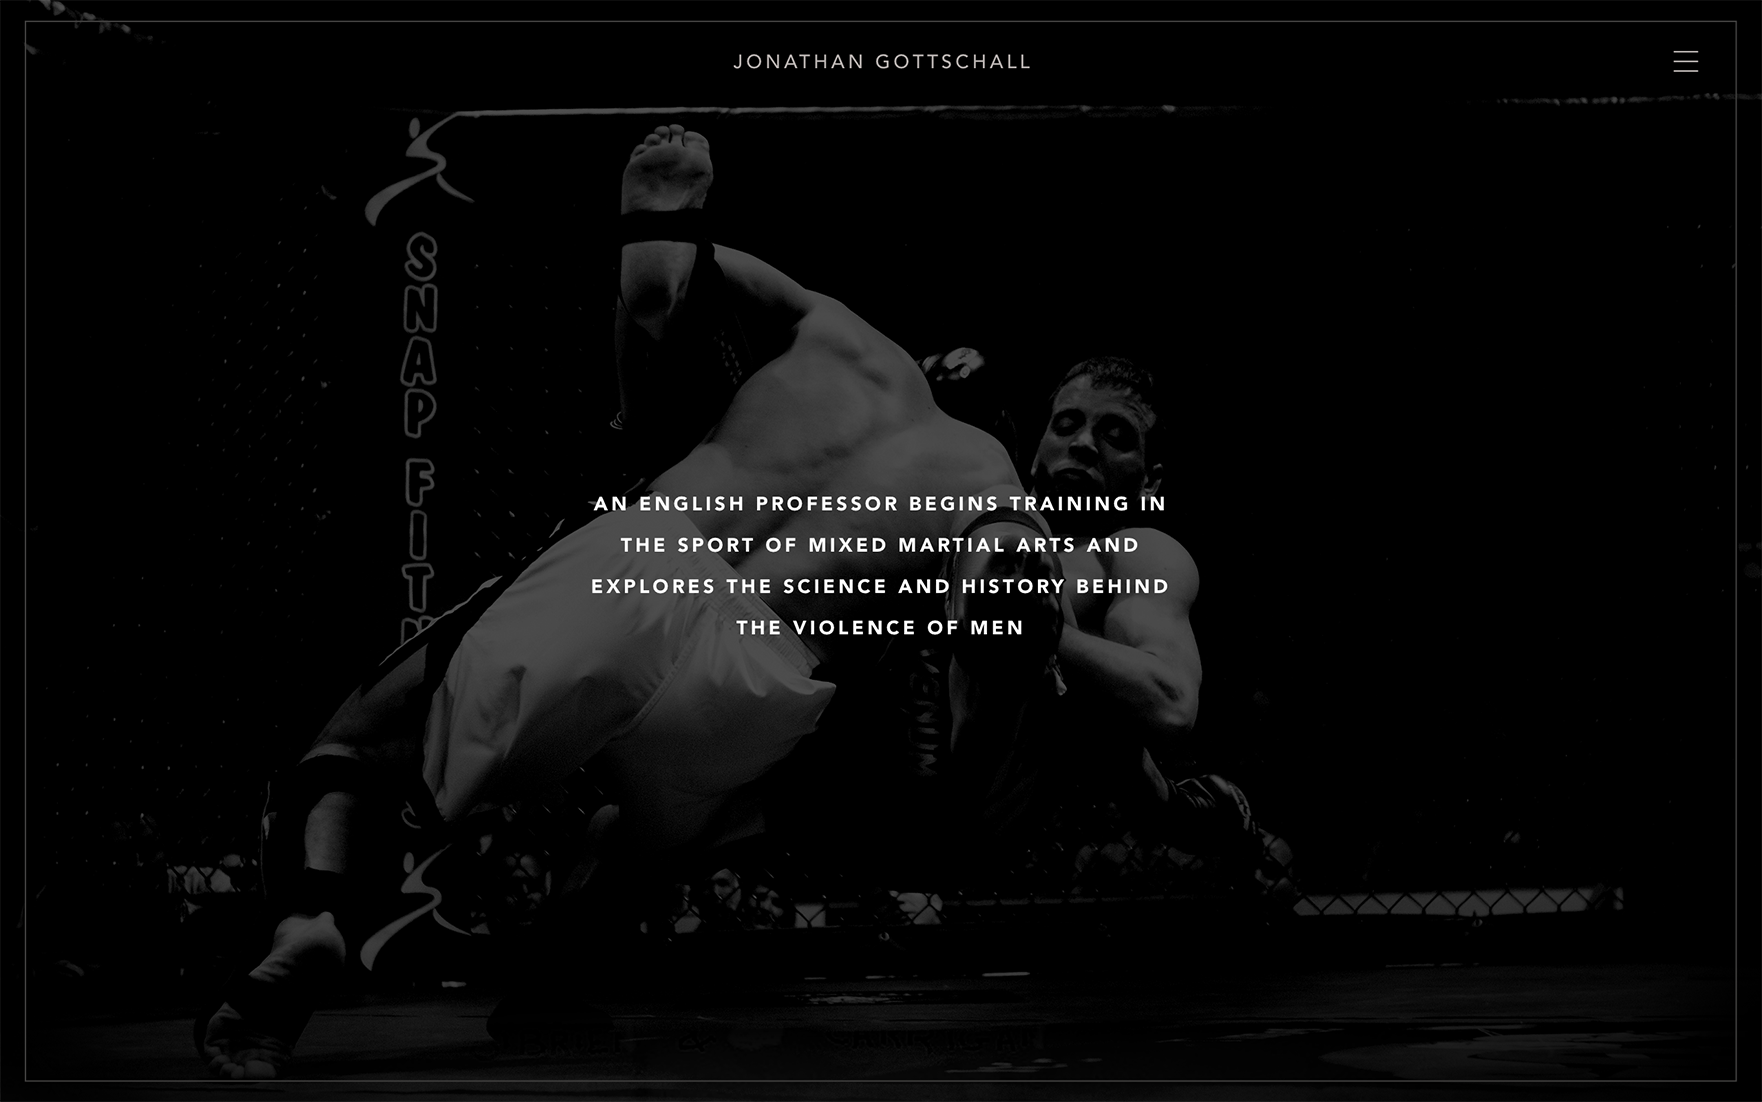 JONATHAN GOTTSCHALL
SNAP FIT
AN ENGLISH PROFESSOR BEGINS TRAINING IN
THE SPORT OF MIXED MARTIAL ARTS AND
EXPLORES THE SCIENCE AND HISTORY BEHIND
THE VIOLENCE OF MEN